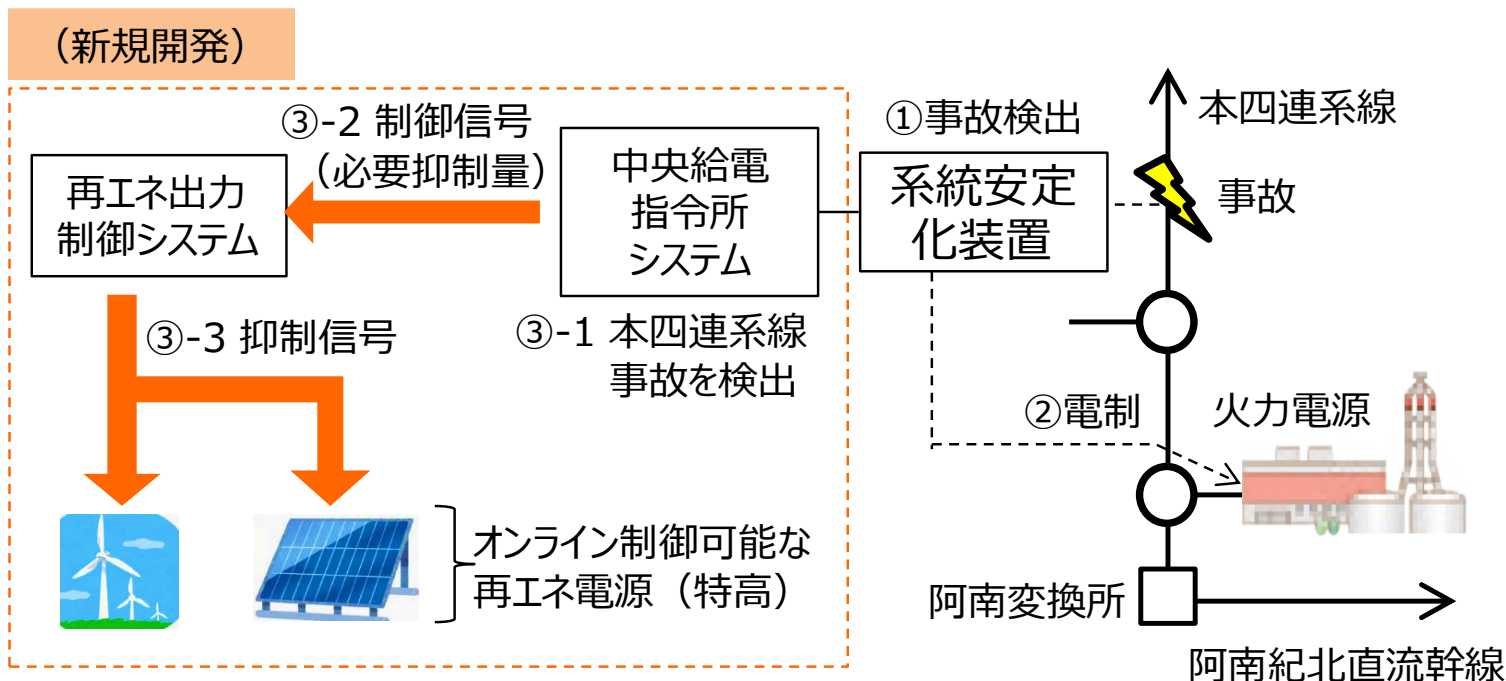 （新規開発）
③-2 制御信号
（必要抑制量）
再エネ出力
制御システム
中央給電
指令所
システム
①事故検出
系統安定
化装置
本四連系線
事故
③-1 本四連系線
事故を検出
③-3 抑制信号
②電制
火力電源
オンライン制御可能な
再エネ電源（特高）
阿南変換所
阿南紀北直流幹線